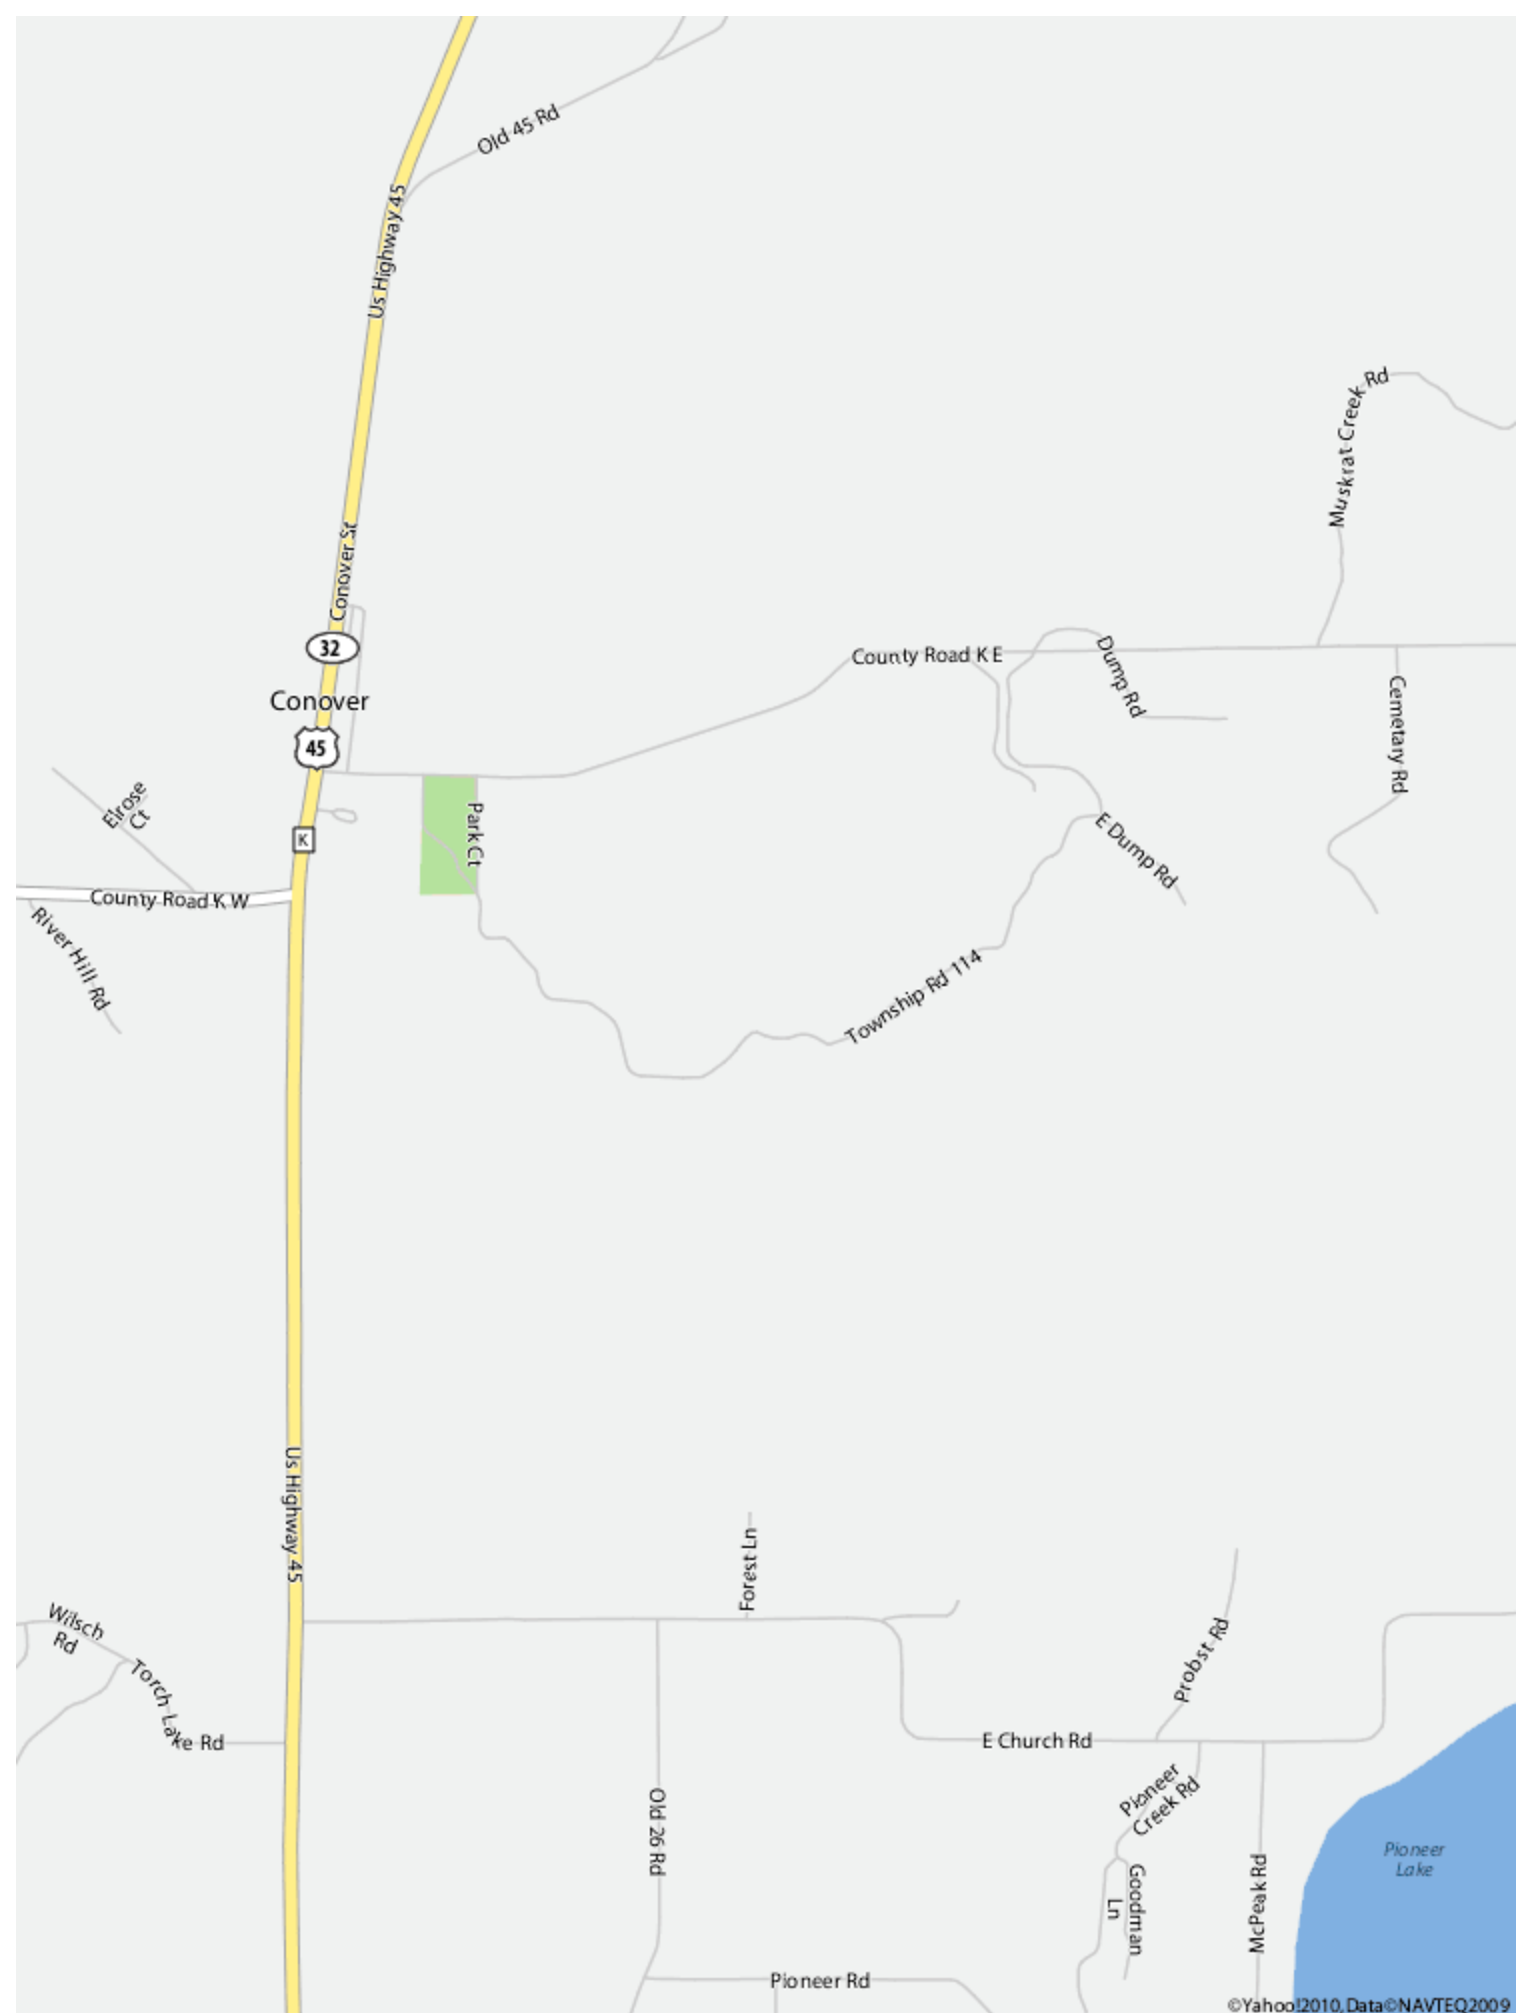 Old 45 Rd
Us Highway 45
Muskrat Creek Rd
Conover St
32
County Road K E
Dump Rd
Conover
Cemetary Rd
45
Elrose
Ct
Park Ct
K
E Dump Rd
County Road K W
River Hill Rd
Township Rd 114
Us Highway 45
Forest Ln
Wilsch
Rd
Probst Rd
Torch Lake Rd
E Church Rd
Pioneer
Creek Rd
Old 26 Rd
Pioneer
Lake
Goodman
Ln
McPeak Rd
Pioneer Rd
©Yahoo!2010,Data©NAVTEQ2009